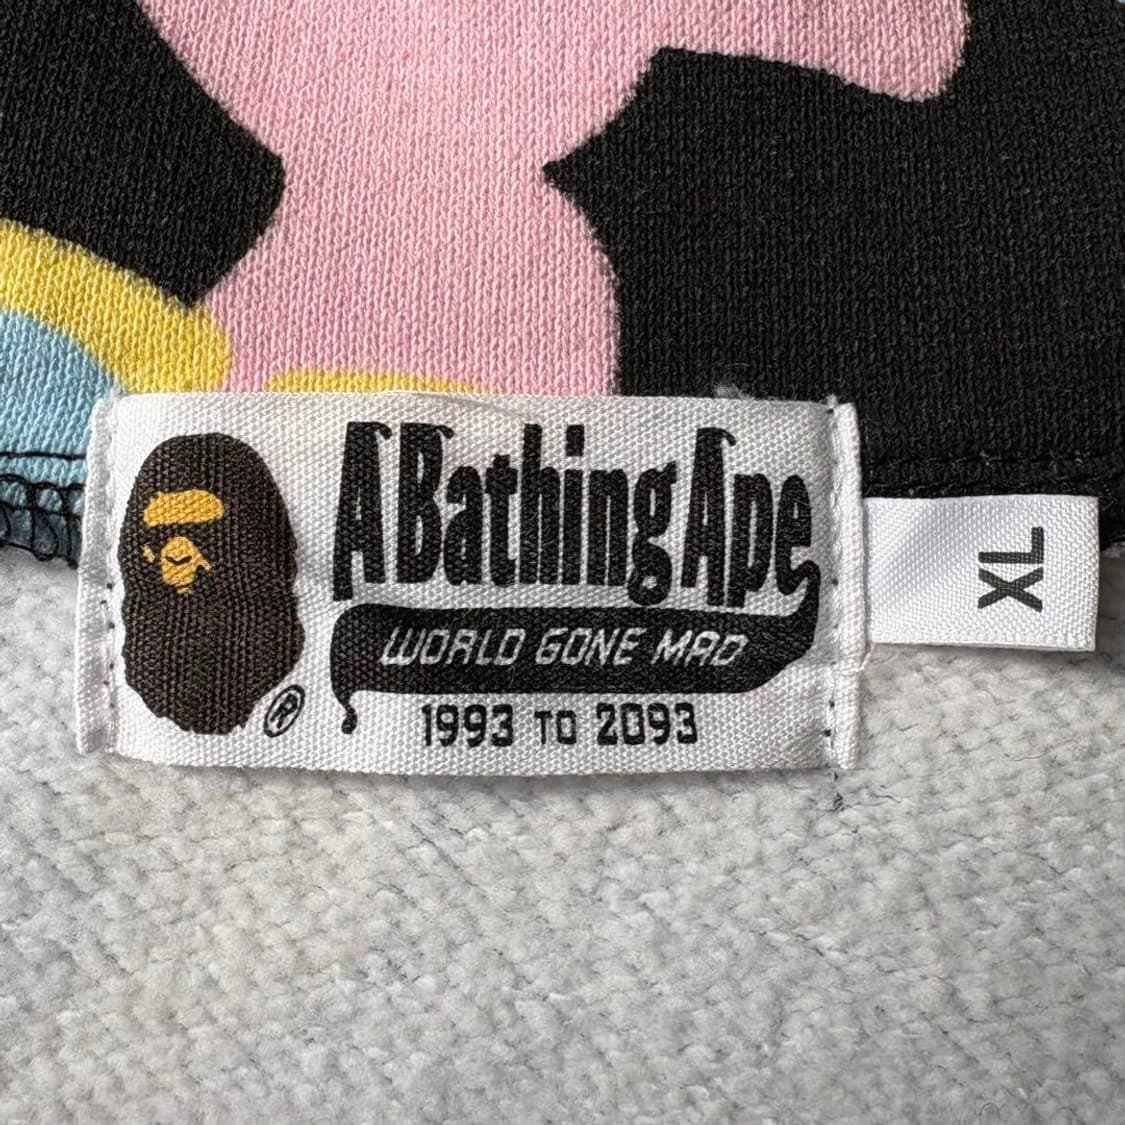 A Bathing Ape
WORLD GONE MAD
1993 TO 2093
®
XL